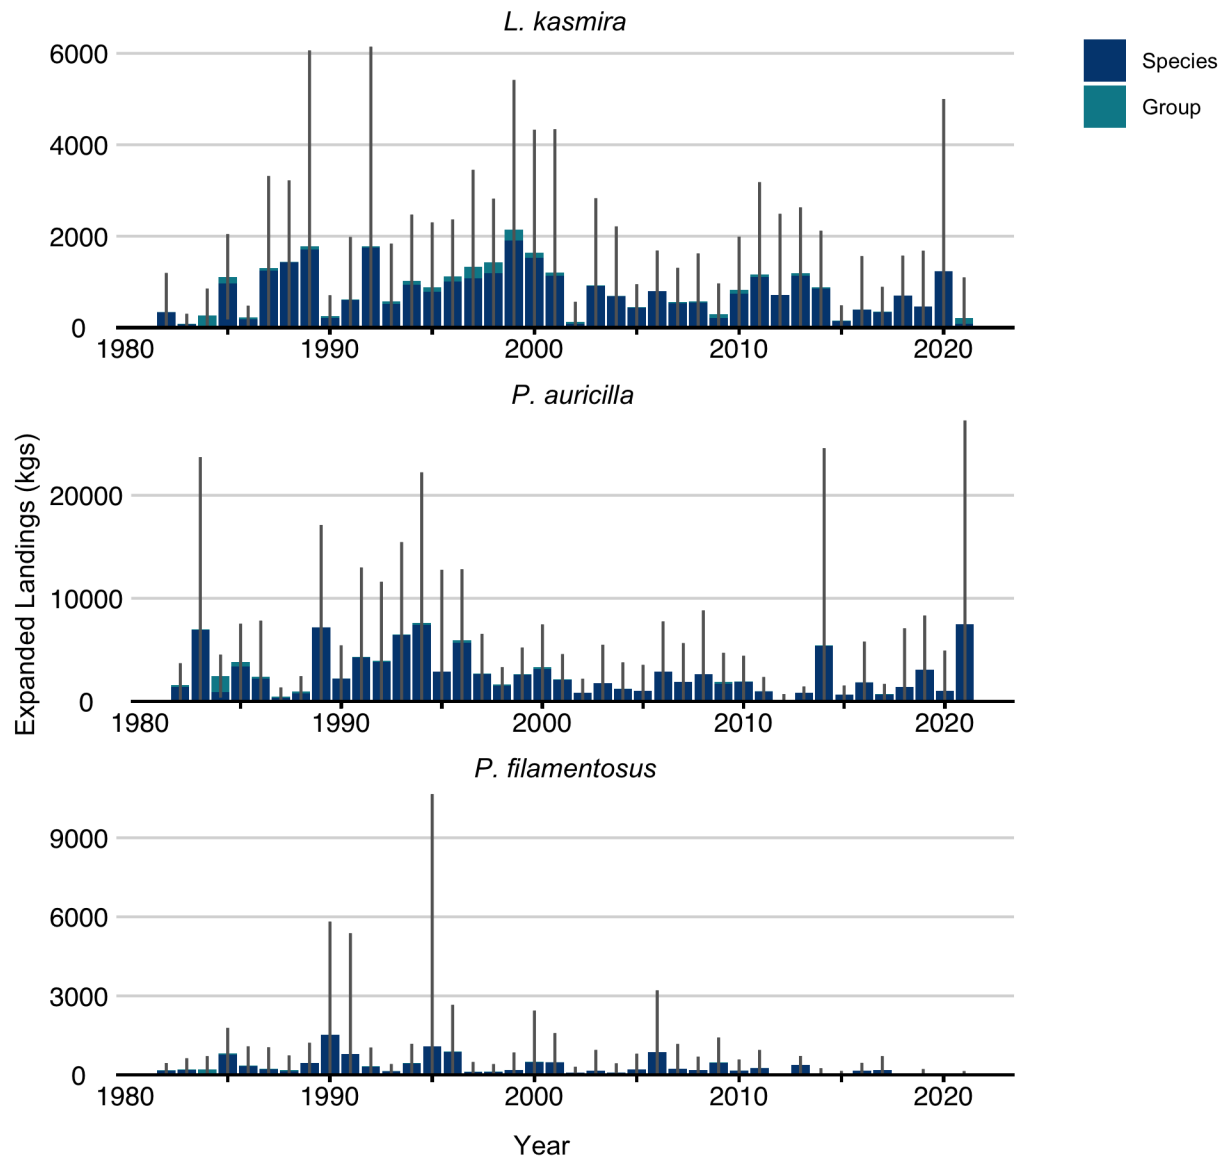 L. kasmira
6000
4000
2000
0
1980 1990 2000 2010 2020
Species
Group
P. auricilla
20000
10000
0
1980 1990 2000 2010 2020
Expanded Landings (kgs)
P. filamentosus
9000
6000
3000
0
1980 1990 2000 2010 2020
Year